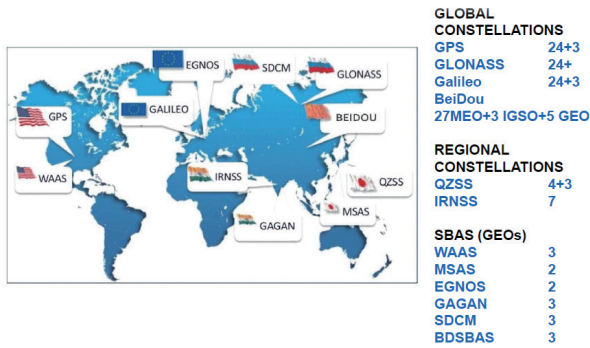 EGNOS
SDCM
GLONASS
GPS
GALILEO
BEIDOU
WAAS
IRNSS
QZSS
MSAS
GAGAN
GLOBAL
CONSTELLATIONS
GPS 24+3
GLONASS 24+
Galileo 24+3
BeiDou
27MEO+3 IGSO+5 GEO
REGIONAL
CONSTELLATIONS
QZSS 4+3
IRNSS 7
SBAS (GEOs)
WAAS 3
MSAS 2
EGNOS 2
GAGAN 3
SDCM 3
BDSBAS 3